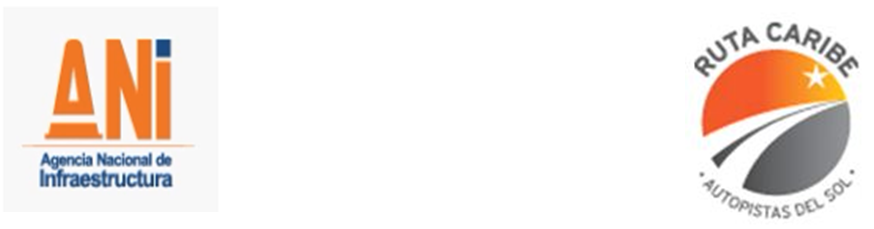 ANi
Agencia Nacional de
Infraestructura
RUTA CARIBE
· AUTOPISTAS DEL SOL ·